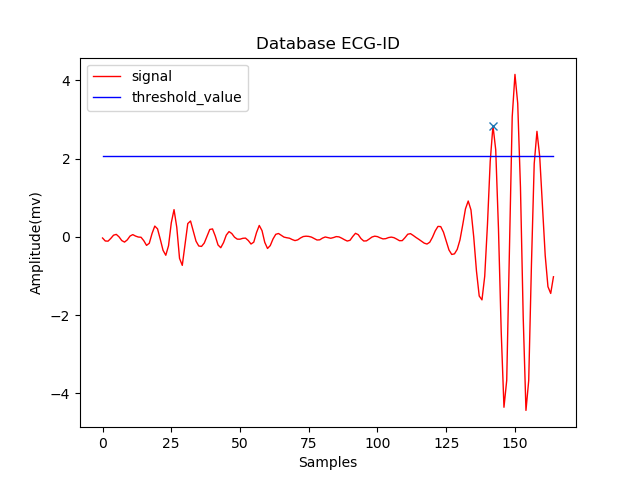 Database ECG-ID
signal
threshold_value
Amplitude(mv)
4
2
0
−2
−4
0 25 50 75 100 125 150
Samples